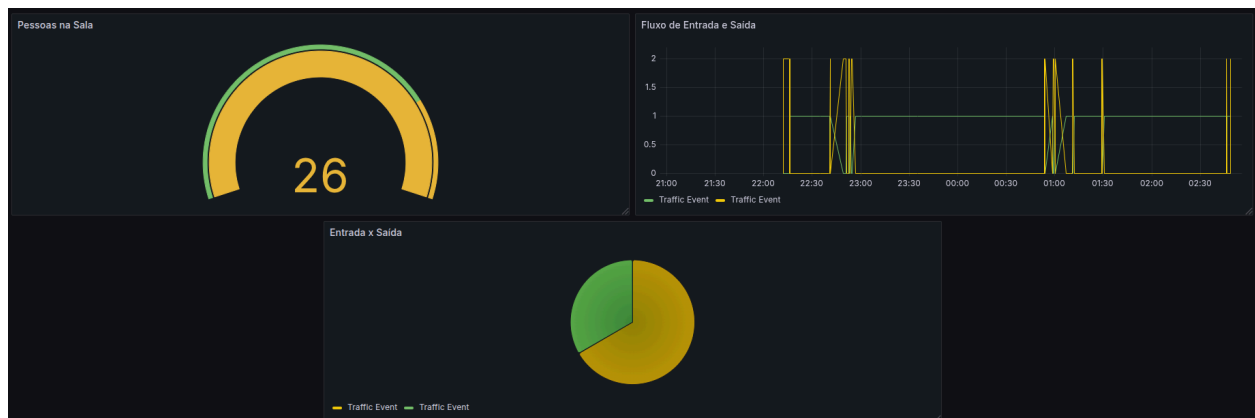 Pessoas na Sala
26
Fluxo de Entrada e Saída
2
1.5
1
0.5
0
21:00 21:30 22:00 22:30 23:00 23:30 00:00 00:30 01:00 01:30 02:00 02:30
Traffic Event Traffic Event
Entrada x Saída
Traffic Event Traffic Event